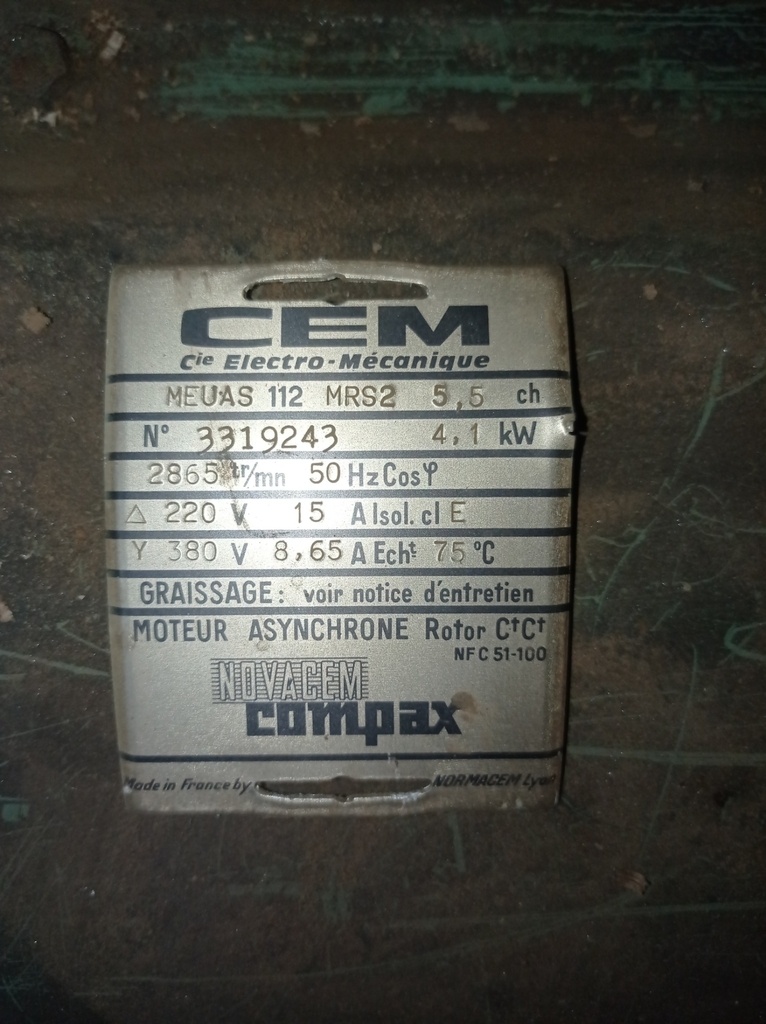 CEM
Cie Electro-Mécanique
MEUAS 112 MRS2 5,5 ch
N° 3319243 4,1 kW
2865 tr/mn 50 Hz Cos φ
△ 220 V 15 A Isol. cl E
Y 380 V 8,65 A Echt 75 °C
GRAISSAGE: voir notice d'entretien
MOTEUR ASYNCHRONE Rotor CtCt
NF C 51-100
NOVACEM
compax
Made in France by NORMACEM Lyon